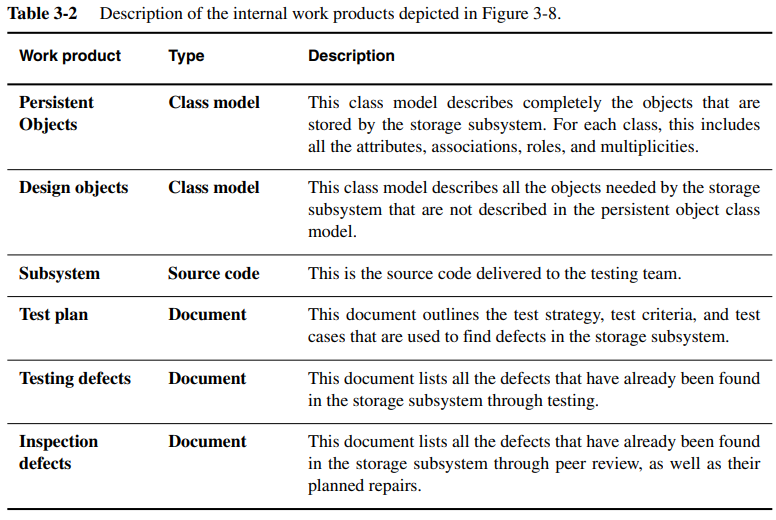 Table 3-2 Description of the internal work products depicted in Figure 3-8.
Work product Type Description
Persistent Objects Class model This class model describes completely the objects that are
stored by the storage subsystem. For each class, this includes
all the attributes, associations, roles, and multiplicities.
Design objects Class model This class model describes all the objects needed by the storage
subsystem that are not described in the persistent object class
model.
Subsystem Source code This is the source code delivered to the testing team.
Test plan Document This document outlines the test strategy, test criteria, and test
cases that are used to find defects in the storage subsystem.
Testing defects Document This document lists all the defects that have already been found
in the storage subsystem through testing.
Inspection defects Document This document lists all the defects that have already been found
in the storage subsystem through peer review, as well as their
planned repairs.